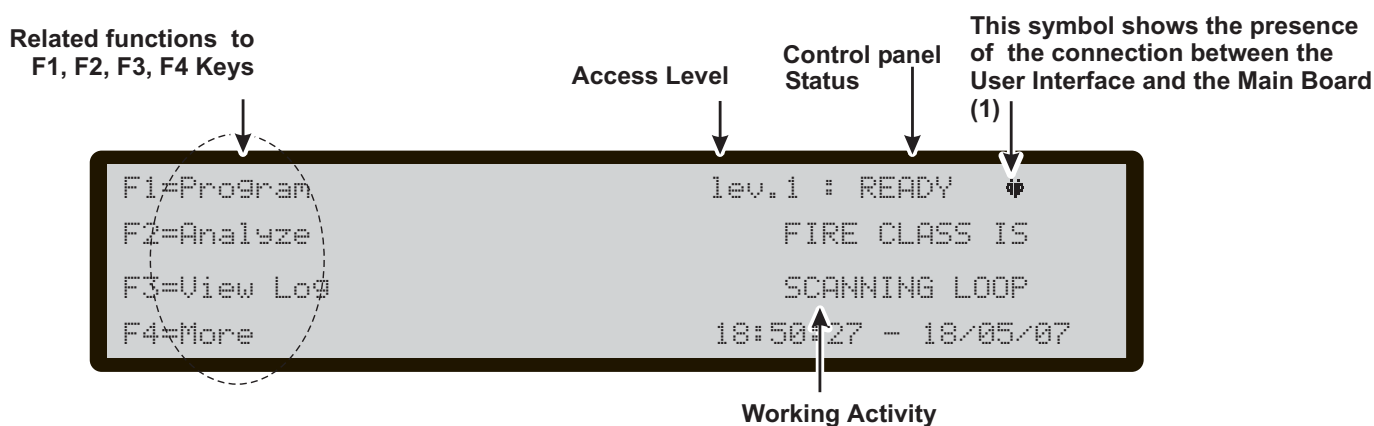 Related functions to
F1, F2, F3, F4 Keys
Access Level
Control panel
Status
This symbol shows the presence
of the connection between the
User Interface and the Main Board
(1)
F1=Program lev.1 : READY
F2=Analyze FIRE CLASS IS
F3=View Log SCANNING LOOP
F4=More 18:50:27 - 18/05/07
Working Activity